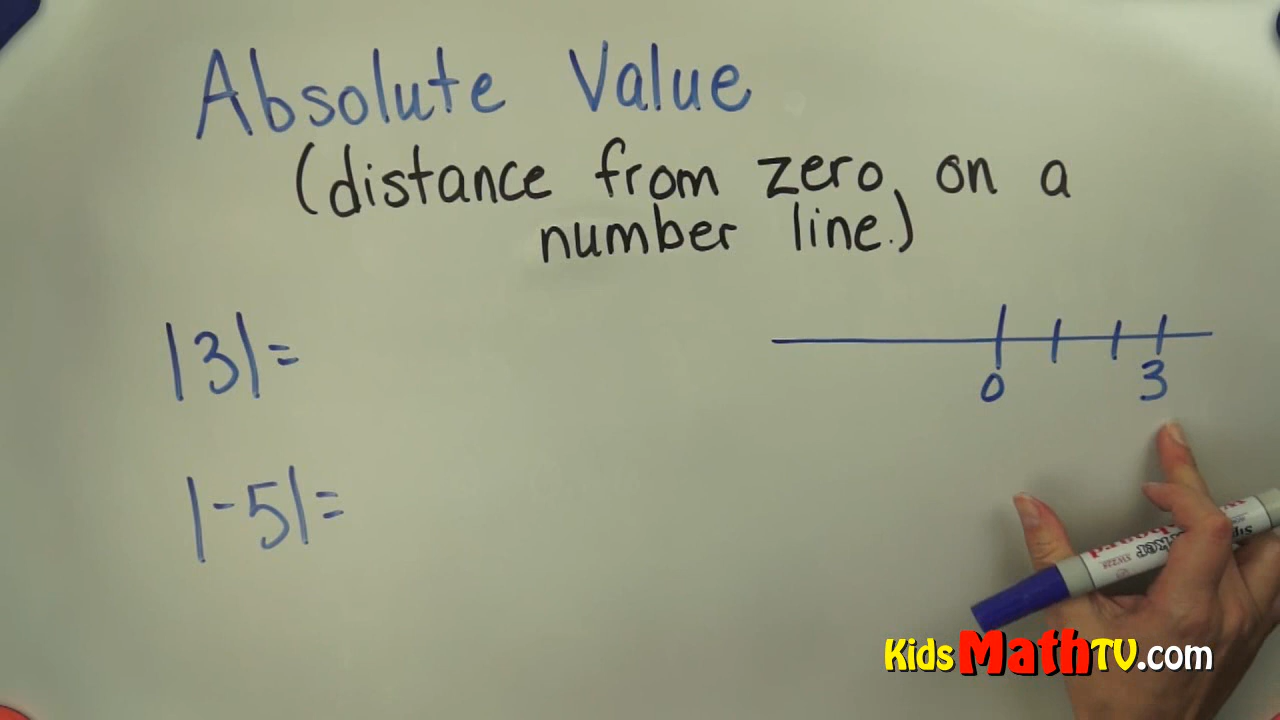 Absolute Value
(distance from zero, on a
number line.)
|3|=
0 3
|-5|=
KidsMathTV.com